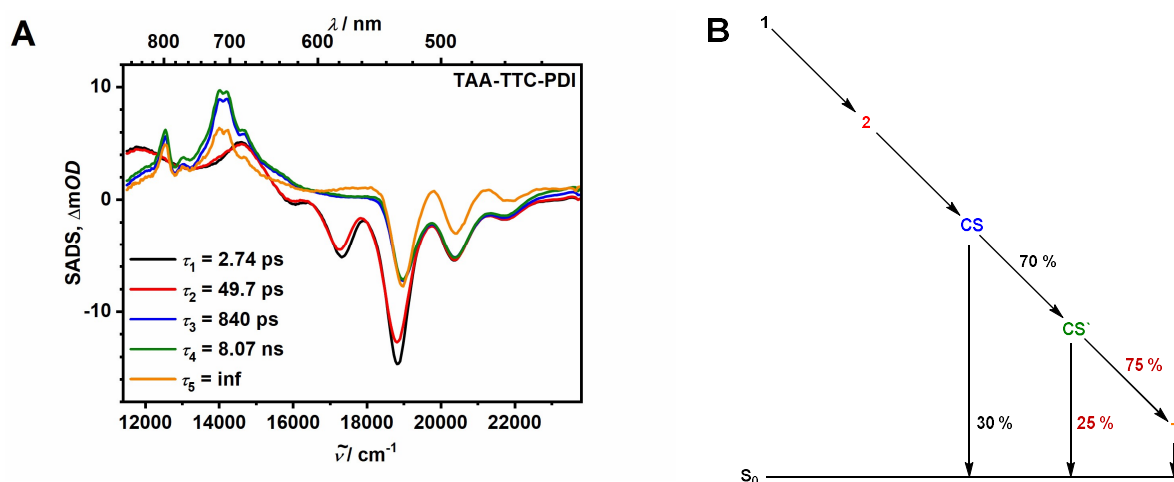 A
λ / nm
800 700 600 500
TAA-TTC-PDI
10
0
-10
SADS, ΔmOD
τ1 = 2.74 ps
τ2 = 49.7 ps
τ3 = 840 ps
τ4 = 8.07 ns
τ5 = inf
12000 14000 16000 18000 20000 22000
ṽ / cm-1
B
1
2
CS
70 %
CS`
75 %
30 %
25 %
S0